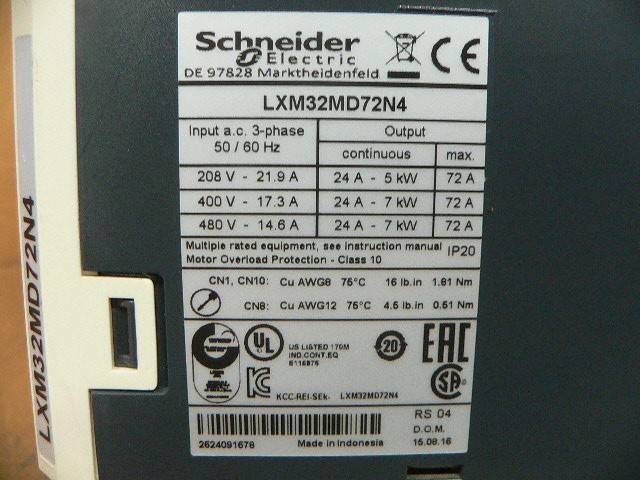 Schneider
Electric
DE 97828 Marktheidenfeld
CE
LXM32MD72N4
Input a.c. 3-phase
50 / 60 Hz
Output
continuous max.
208 V - 21.9 A 24 A - 5 kW 72 A
400 V - 17.3 A 24 A - 7 kW 72 A
480 V - 14.6 A 24 A - 7 kW 72 A
Multiple rated equipment, see instruction manual
Motor Overload Protection - Class 10
IP20
CN1, CN10: Cu AWG8 75°C 16 lb.in 1.81 Nm
CN8: Cu AWG12 75°C 4.5 lb.in 0.51 Nm
UL
US LISTED 170M
IND.CONT.EQ
E116875
20
EAC
KCC-REI-SEk- LXM32MD72N4
SA
RS 04
D.O.M.
15.08.16
2624091678
Made in Indonesia
LXM32MD72N4